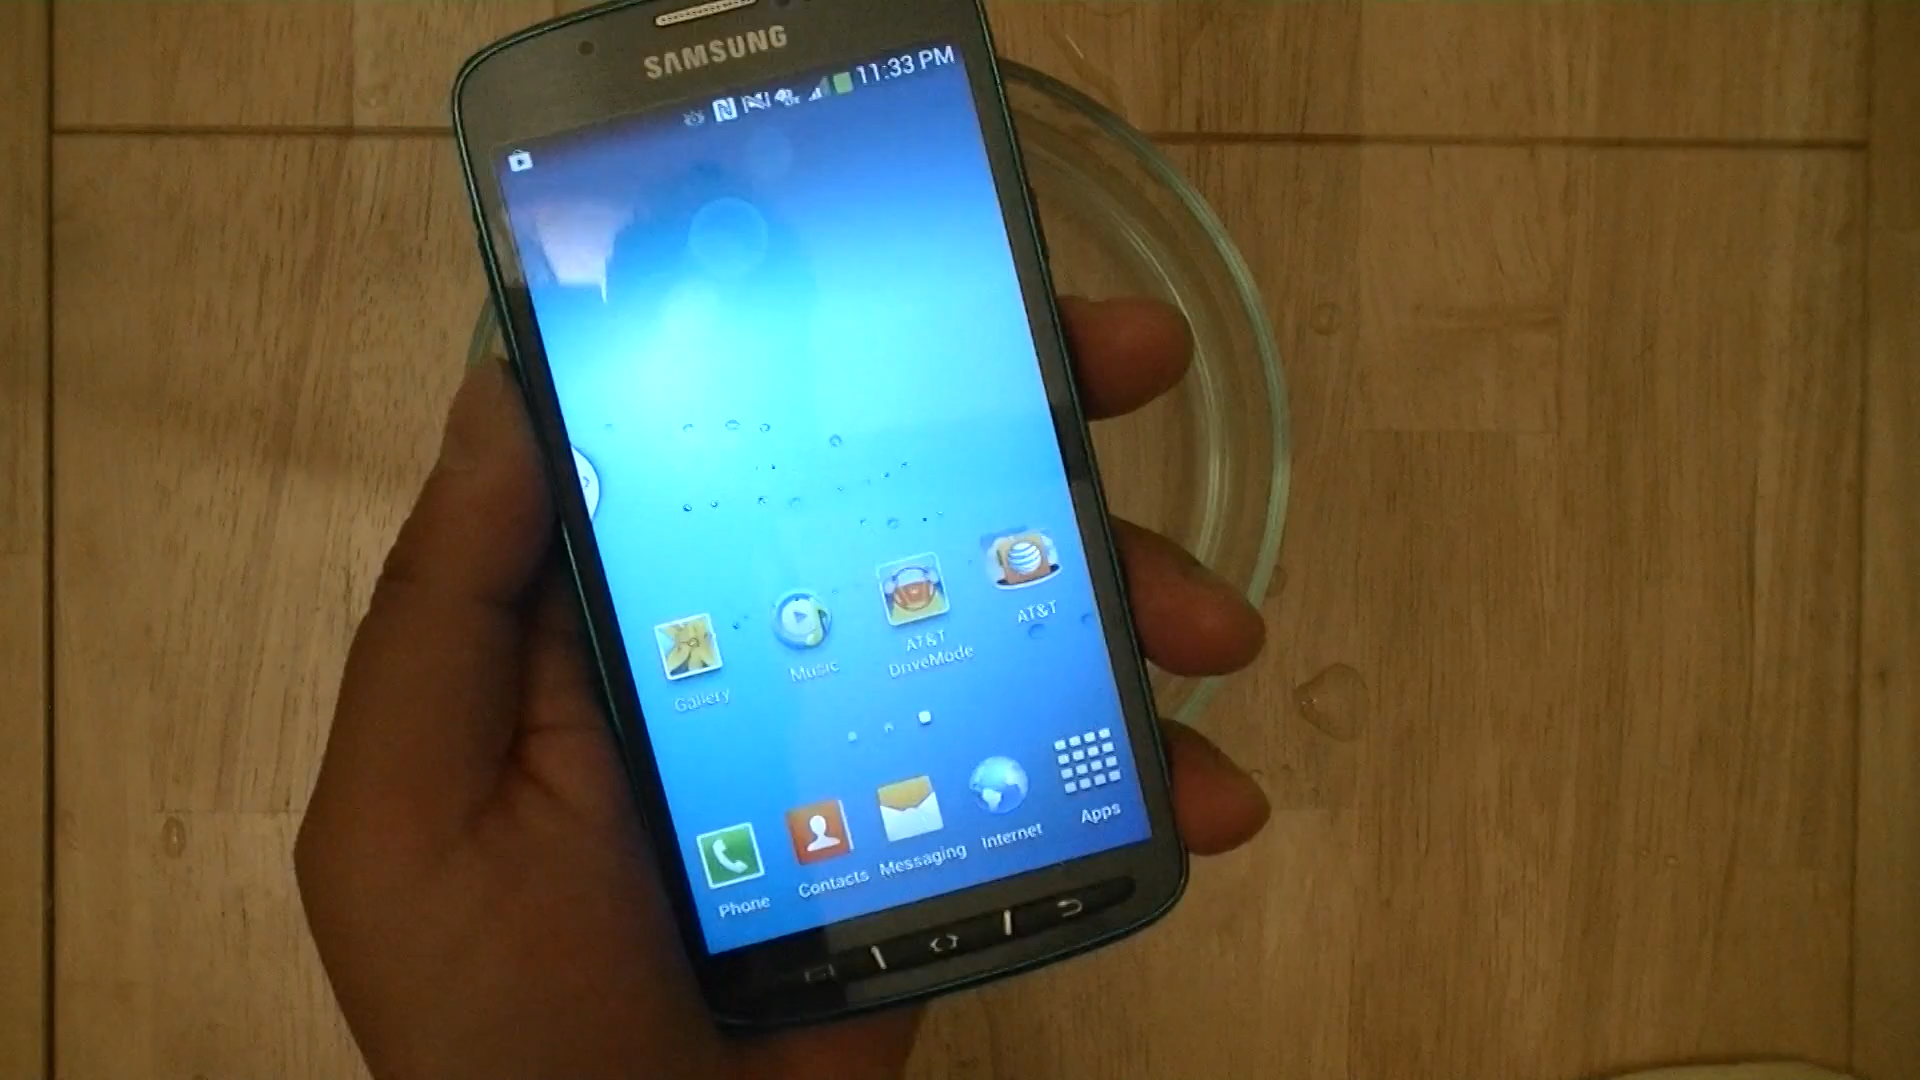 SAMSUNG
11:33 PM
Gallery
Music
AT&T
DriveMode
AT&T
Phone
Contacts
Messaging
Internet
Apps